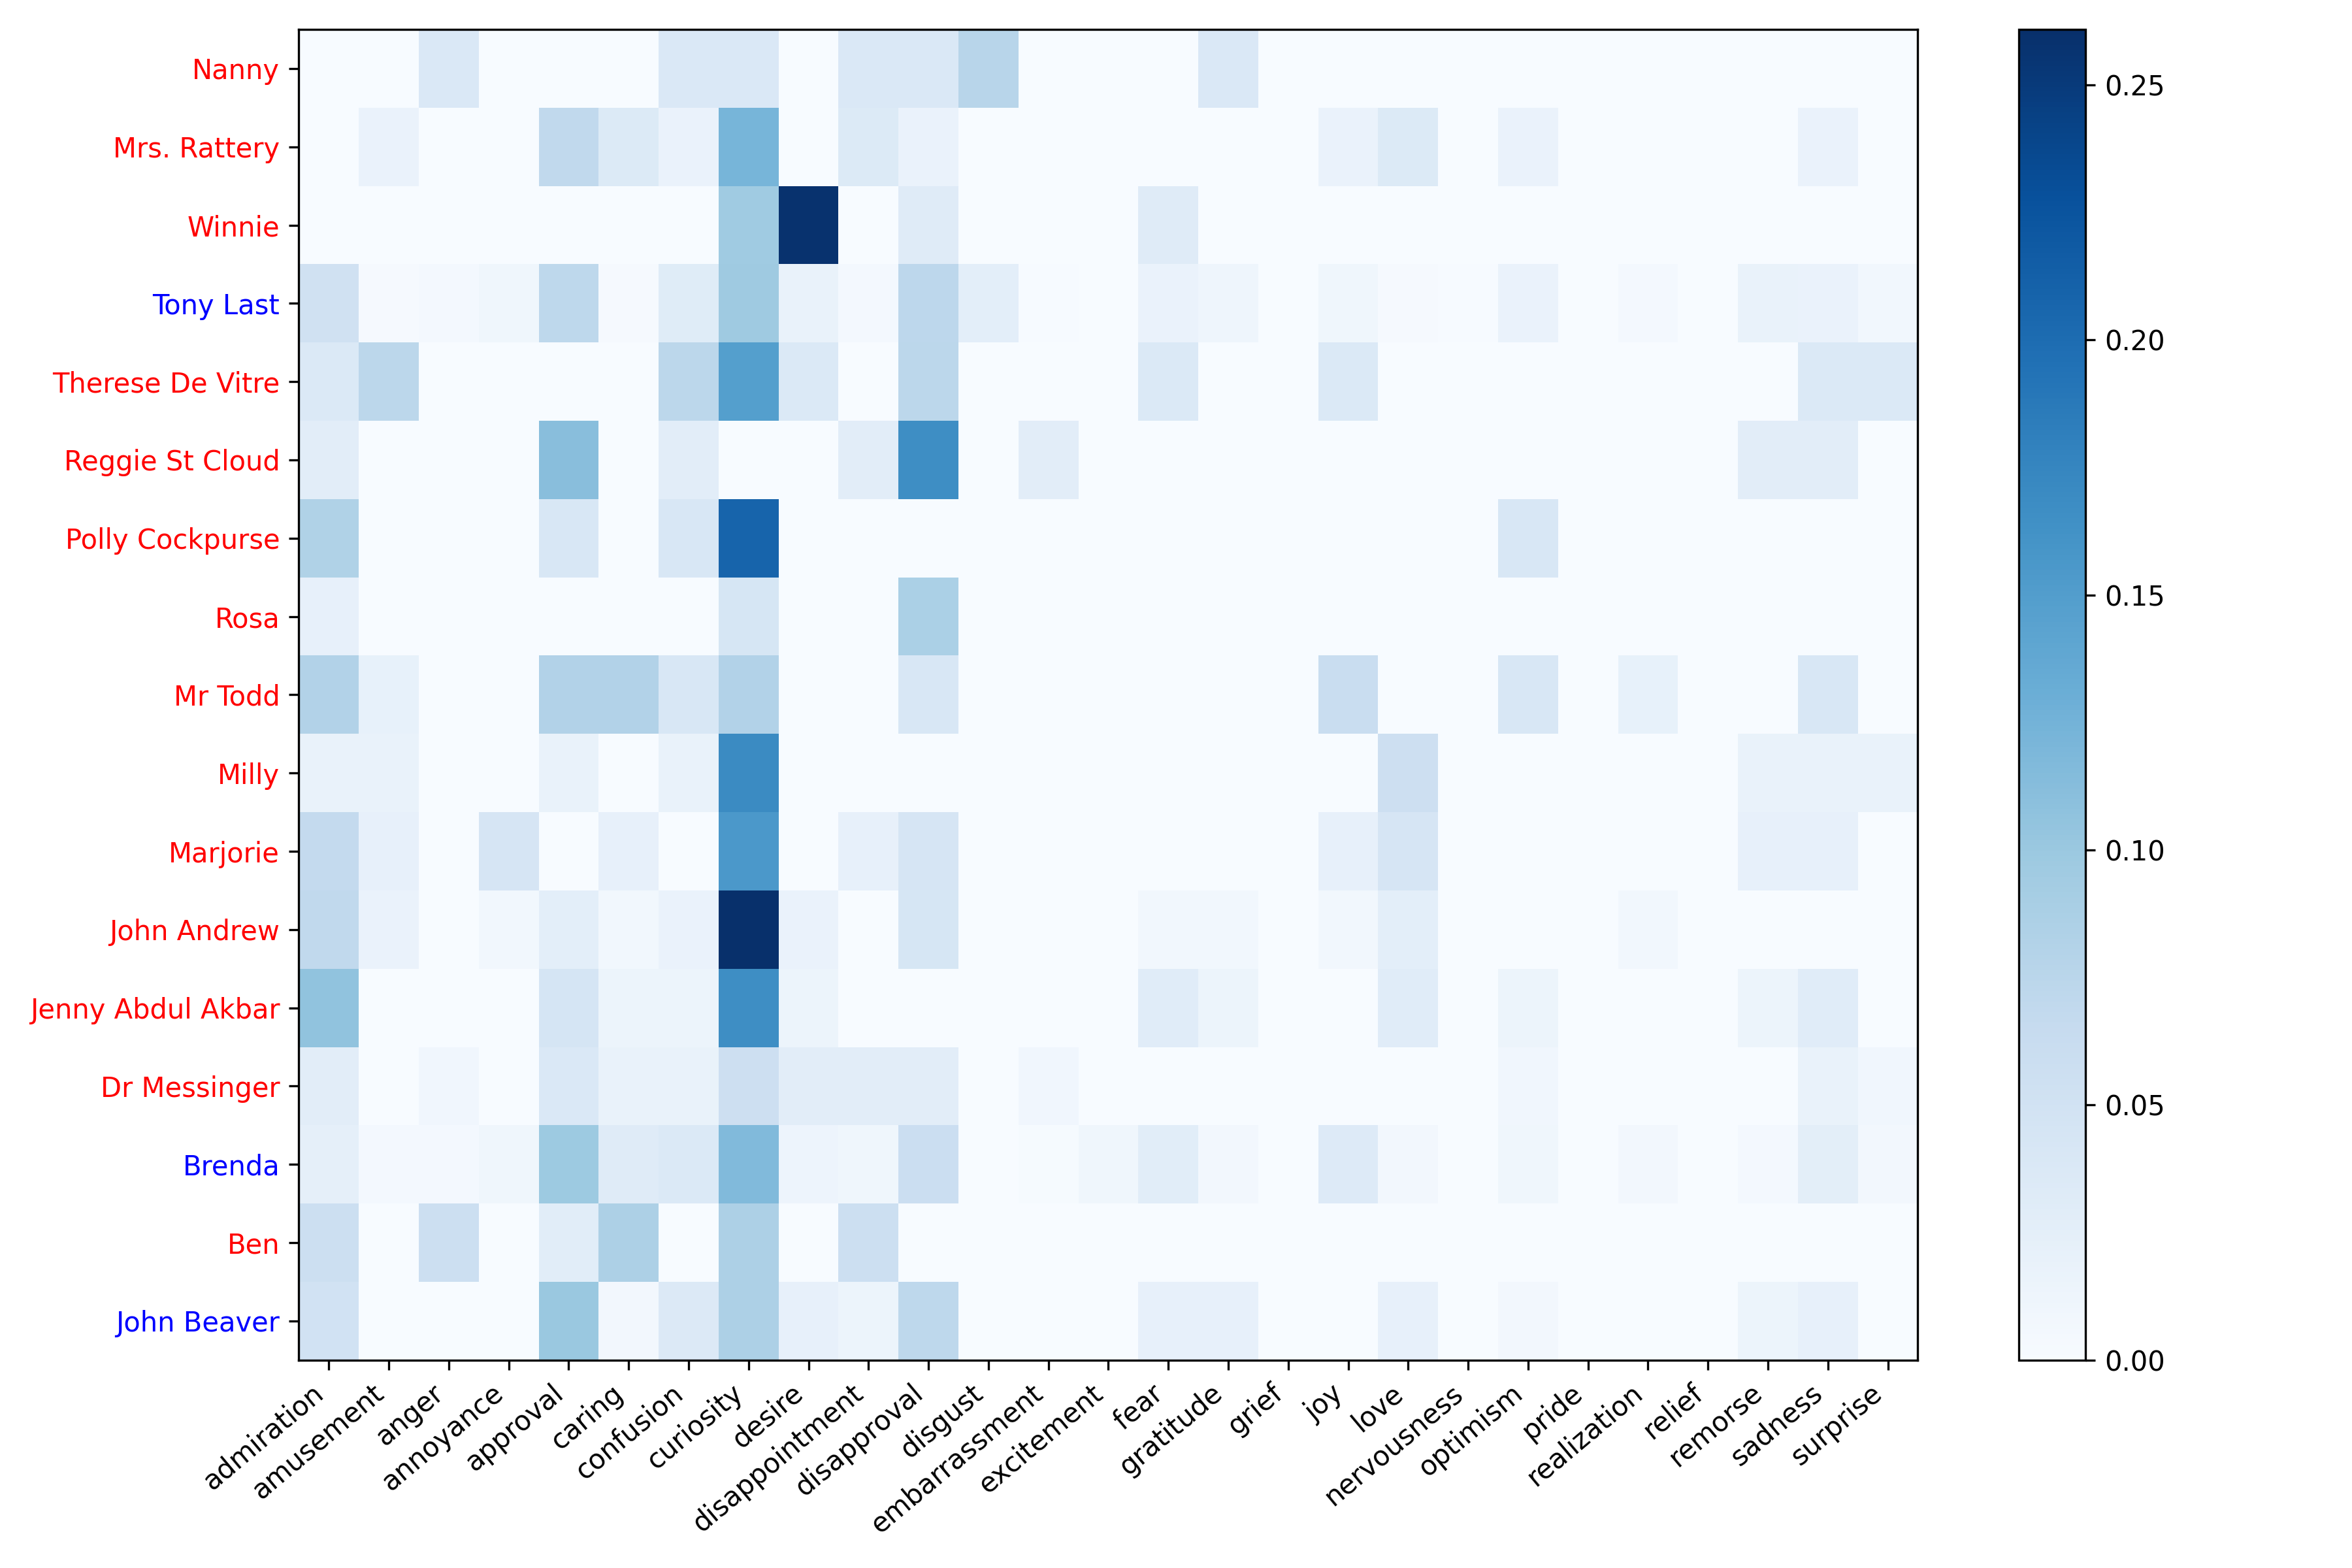 Nanny
Mrs. Rattery
Winnie
Tony Last
Therese De Vitre
Reggie St Cloud
Polly Cockpurse
Rosa
Mr Todd
Milly
Marjorie
John Andrew
Jenny Abdul Akbar
Dr Messinger
Brenda
Ben
John Beaver
admiration
amusement
anger
annoyance
approval
caring
confusion
curiosity
desire
disappointment
disapproval
disgust
embarrassment
excitement
fear
gratitude
grief
joy
love
nervousness
optimism
pride
realization
relief
remorse
sadness
surprise
0.25
0.20
0.15
0.10
0.05
0.00